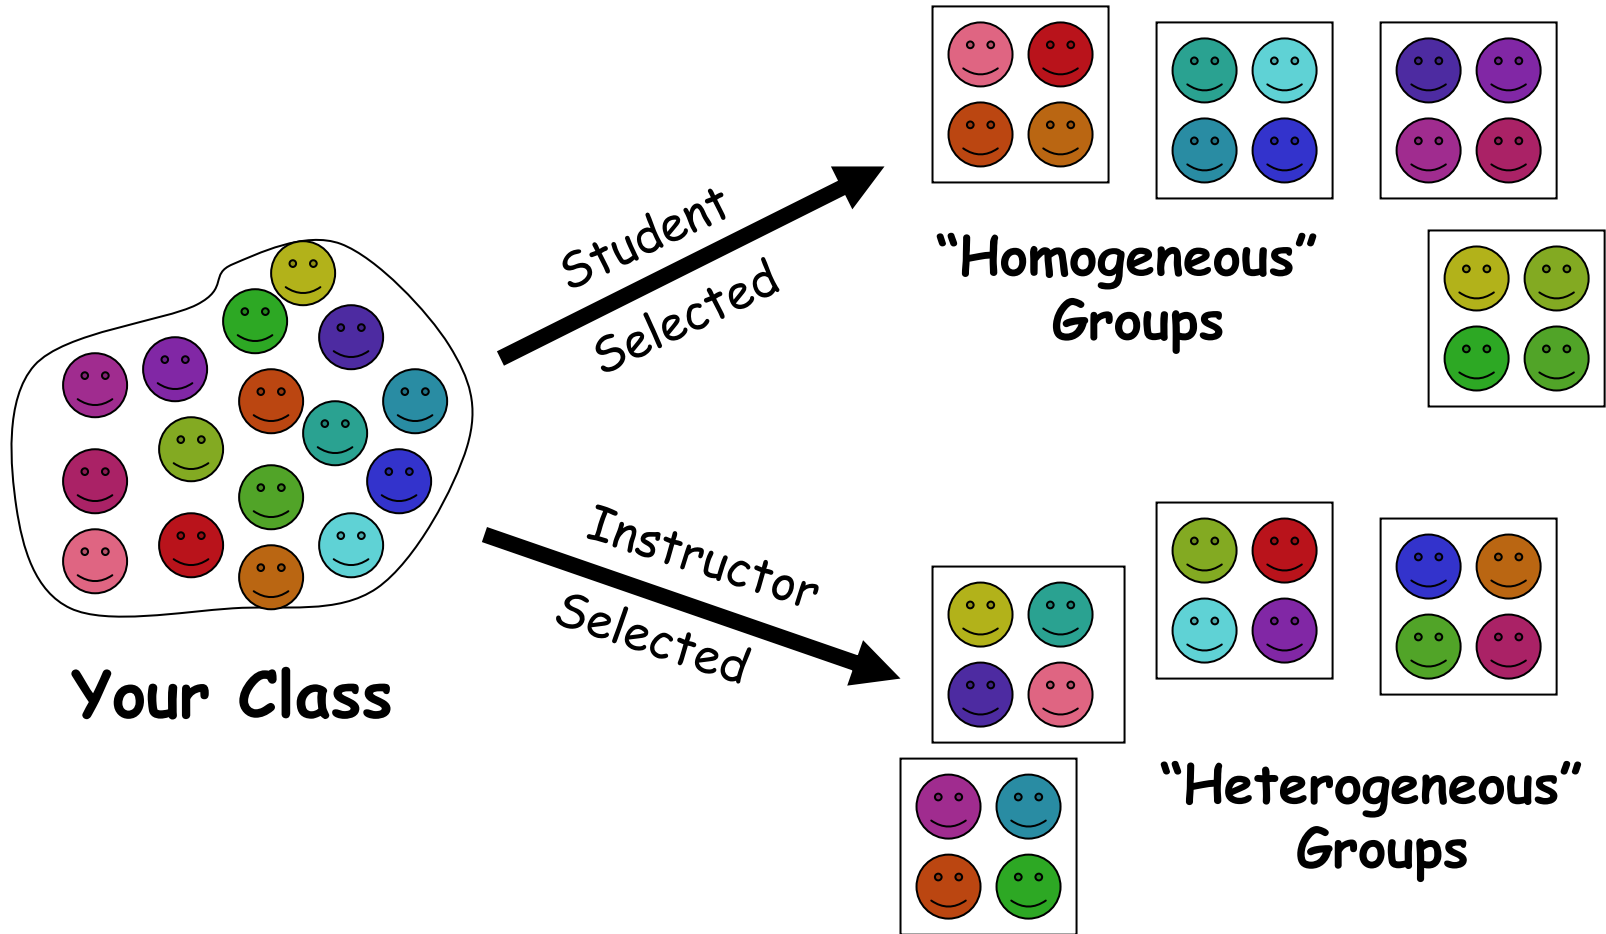 Student
Selected
“Homogeneous”
Groups
Your Class
Instructor
Selected
“Heterogeneous”
Groups